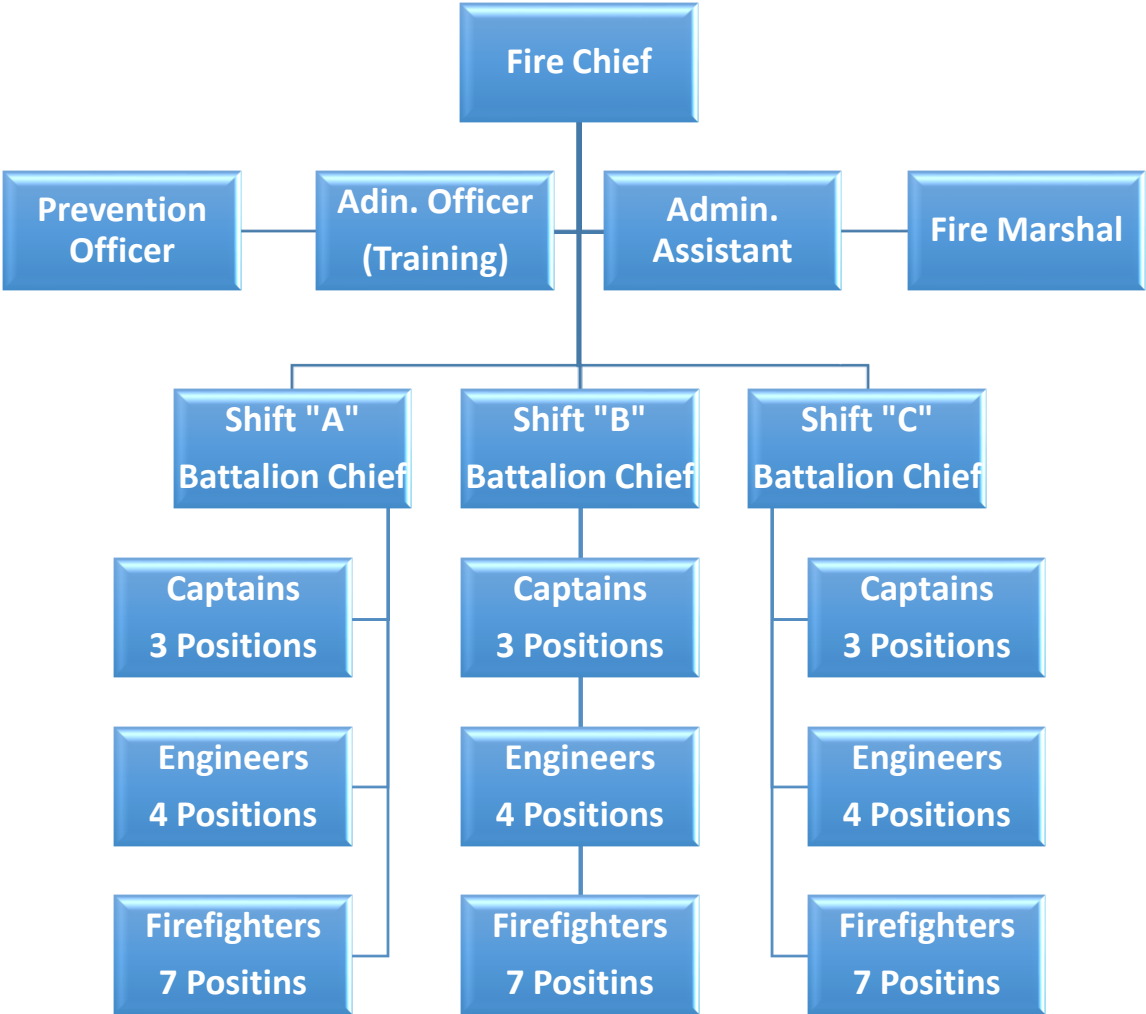 Fire Chief
Prevention
Officer
Adin. Officer
(Training)
Admin.
Assistant
Fire Marshal
Shift "A"
Battalion Chief
Shift "B"
Battalion Chief
Shift "C"
Battalion Chief
Captains
3 Positions
Captains
3 Positions
Captains
3 Positions
Engineers
4 Positions
Engineers
4 Positions
Engineers
4 Positions
Firefighters
7 Positins
Firefighters
7 Positins
Firefighters
7 Positins